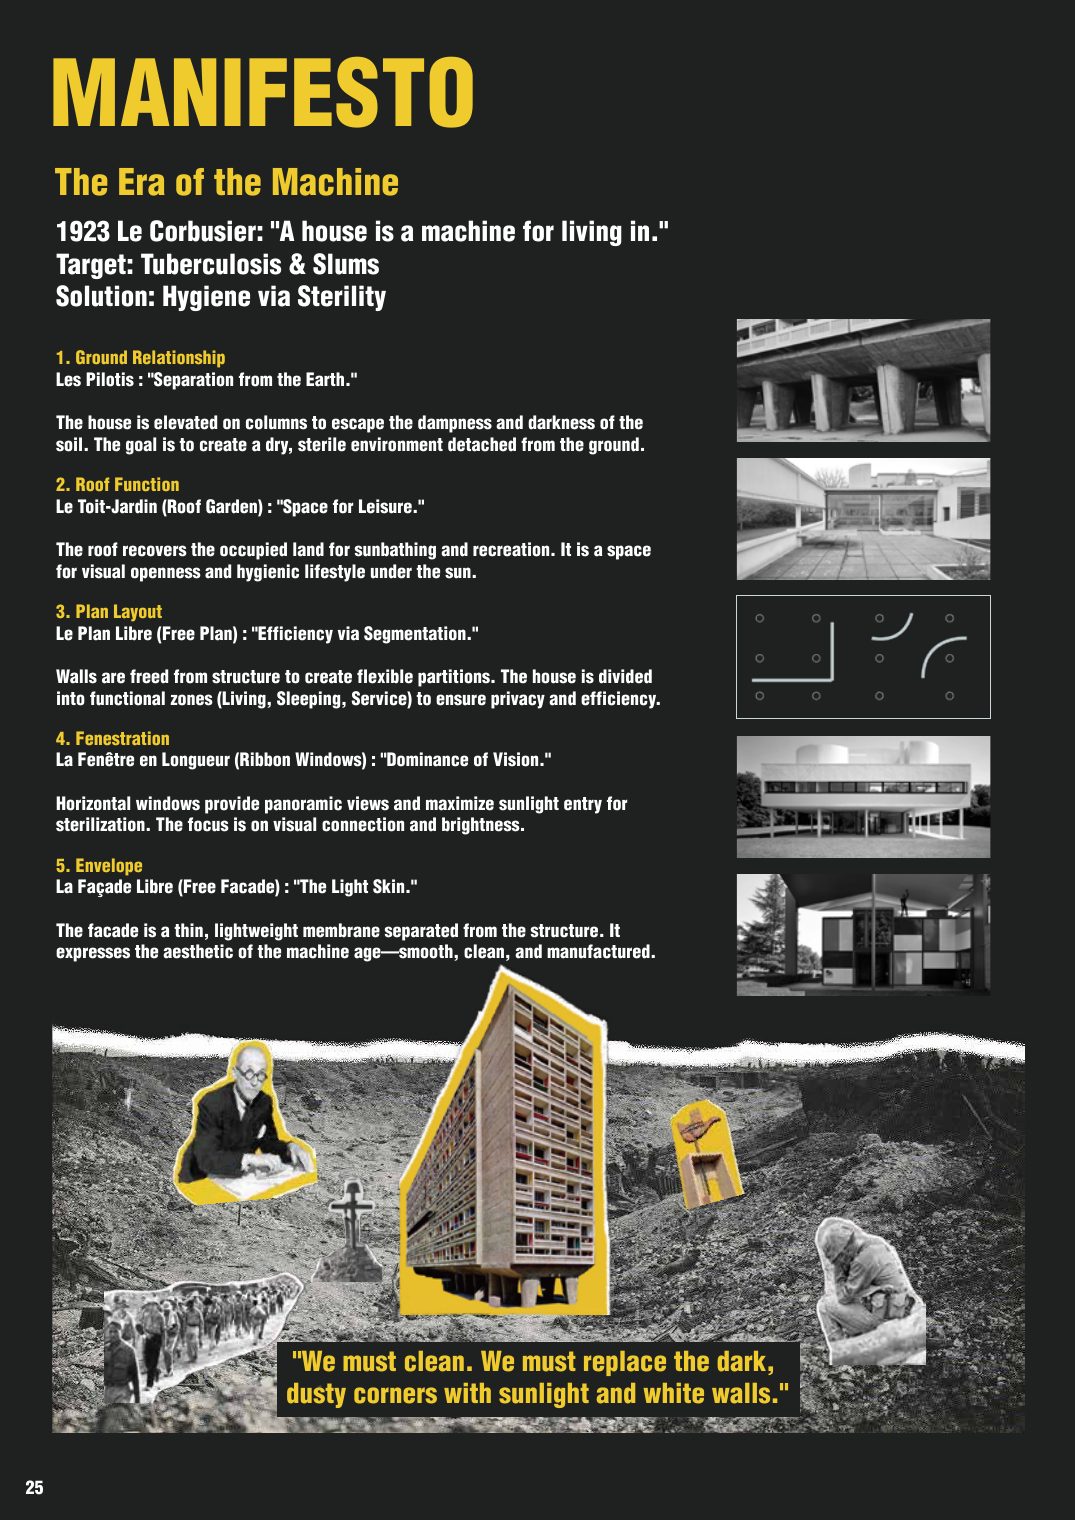 MANIFESTO
The Era of the Machine
1923 Le Corbusier: "A house is a machine for living in."
Target: Tuberculosis & Slums
Solution: Hygiene via Sterility
1. Ground Relationship
Les Pilotis : "Separation from the Earth."
The house is elevated on columns to escape the dampness and darkness of the
soil. The goal is to create a dry, sterile environment detached from the ground.
2. Roof Function
Le Toit-Jardin (Roof Garden) : "Space for Leisure."
The roof recovers the occupied land for sunbathing and recreation. It is a space
for visual openness and hygienic lifestyle under the sun.
3. Plan Layout
Le Plan Libre (Free Plan) : "Efficiency via Segmentation."
Walls are freed from structure to create flexible partitions. The house is divided
into functional zones (Living, Sleeping, Service) to ensure privacy and efficiency.
4. Fenestration
La Fenêtre en Longueur (Ribbon Windows) : "Dominance of Vision."
Horizontal windows provide panoramic views and maximize sunlight entry for
sterilization. The focus is on visual connection and brightness.
5. Envelope
La Façade Libre (Free Facade) : "The Light Skin."
The facade is a thin, lightweight membrane separated from the structure. It
expresses the aesthetic of the machine age—smooth, clean, and manufactured.
"We must clean. We must replace the dark,
dusty corners with sunlight and white walls."
25